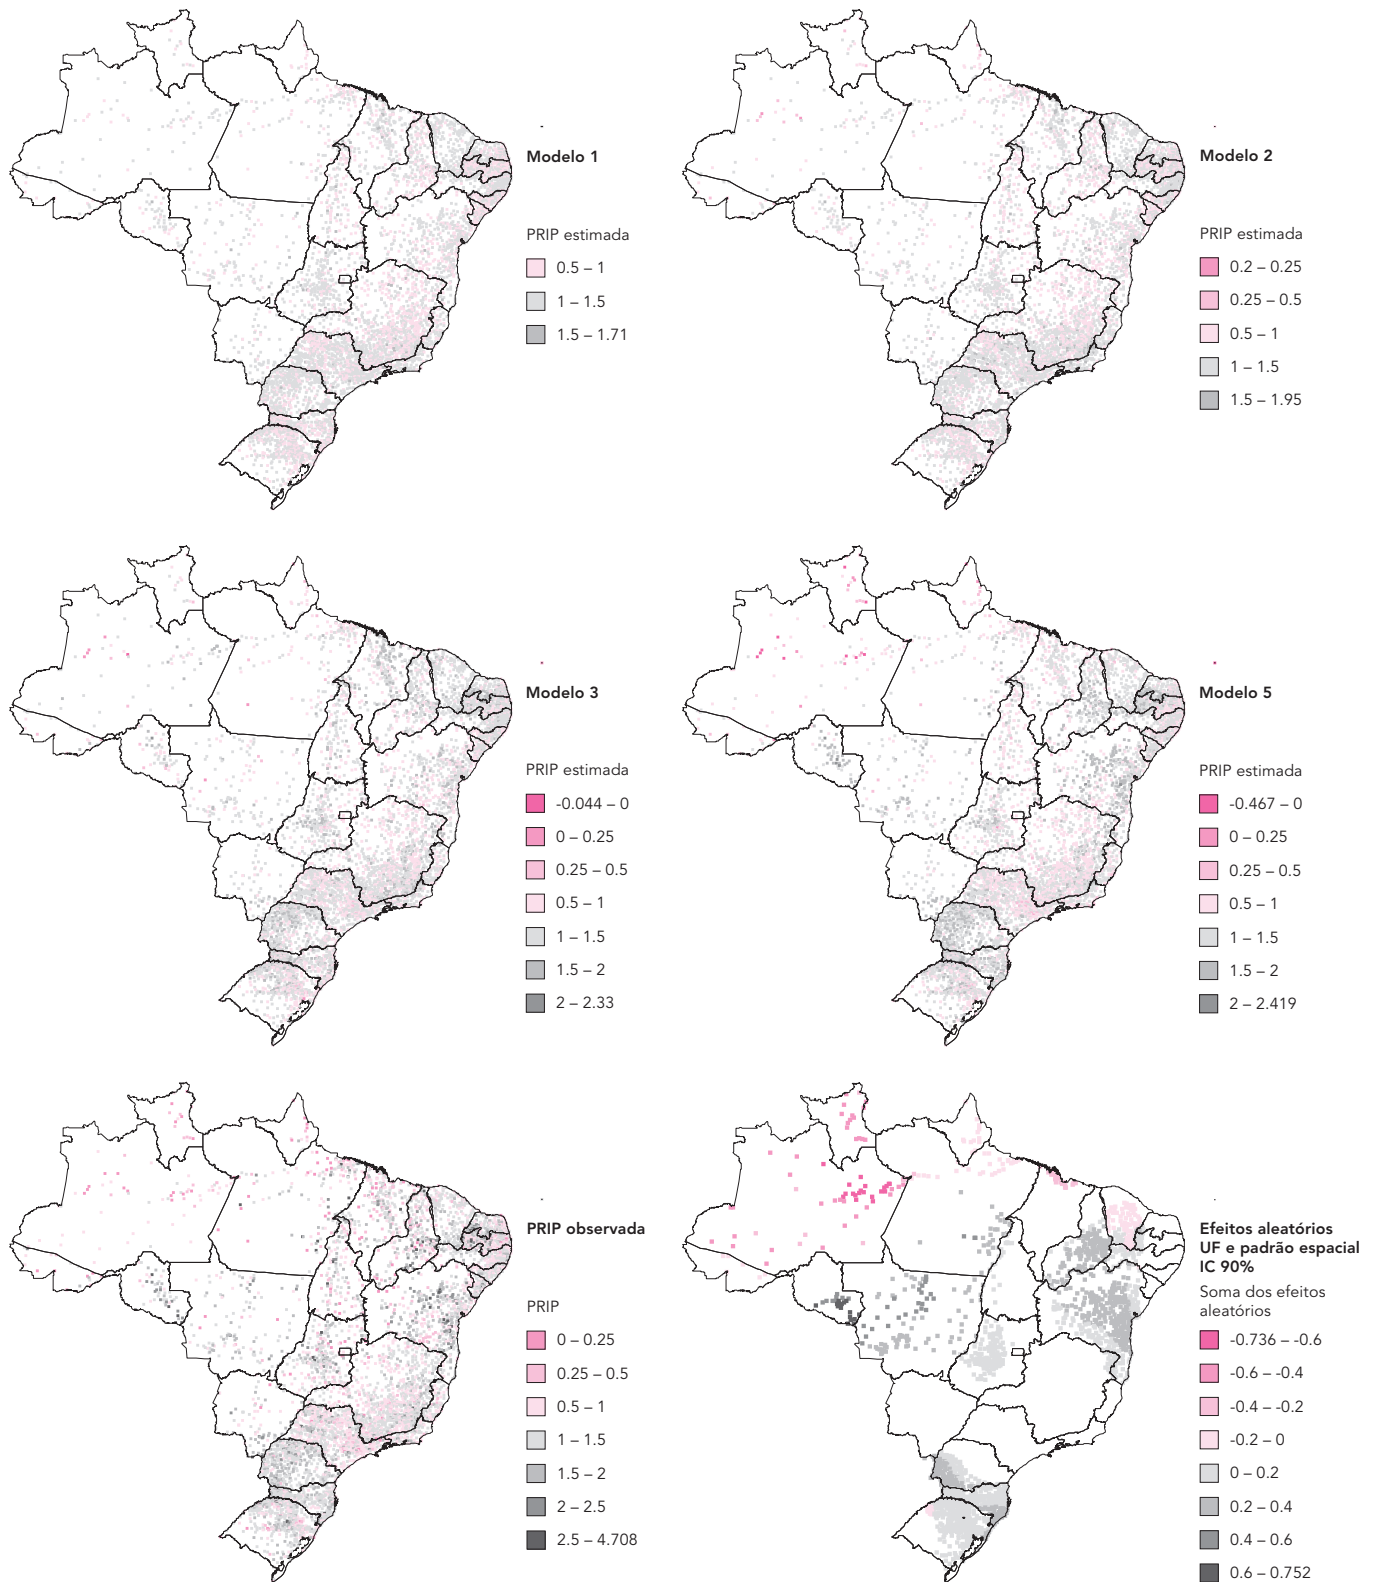 Modelo 1
PRIP estimada
0.5 – 1
1 – 1.5
1.5 – 1.71
Modelo 2
PRIP estimada
0.2 – 0.25
0.25 – 0.5
0.5 – 1
1 – 1.5
1.5 – 1.95
Modelo 3
PRIP estimada
-0.044 – 0
0 – 0.25
0.25 – 0.5
0.5 – 1
1 – 1.5
1.5 – 2
2 – 2.33
Modelo 5
PRIP estimada
-0.467 – 0
0 – 0.25
0.25 – 0.5
0.5 – 1
1 – 1.5
1.5 – 2
2 – 2.419
PRIP observada
PRIP
0 – 0.25
0.25 – 0.5
0.5 – 1
1 – 1.5
1.5 – 2
2 – 2.5
2.5 – 4.708
Efeitos aleatórios
UF e padrão espacial
IC 90%
Soma dos efeitos
aleatórios
-0.736 – -0.6
-0.6 – -0.4
-0.4 – -0.2
-0.2 – 0
0 – 0.2
0.2 – 0.4
0.4 – 0.6
0.6 – 0.752